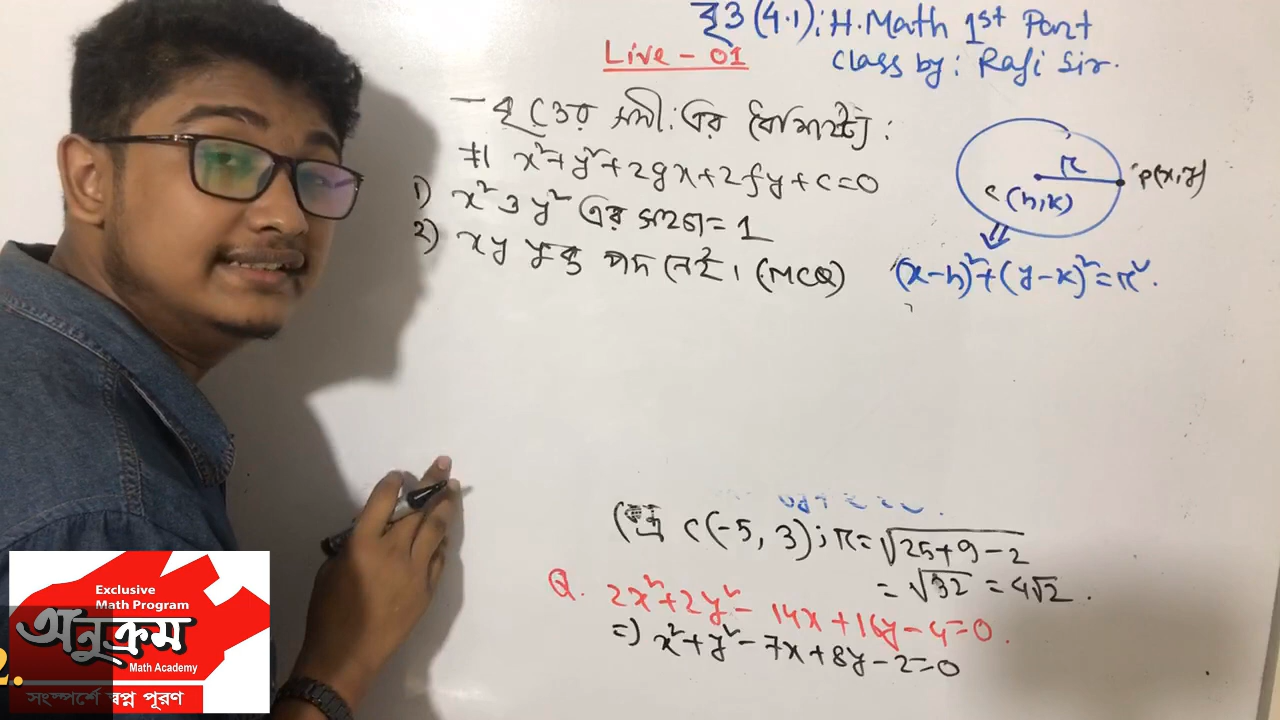 বৃত্ত (4.1); H.Math 1st Part
Live - 01
class by: Rafi Sir.
- বৃত্তের সমী: এর বৈশিষ্ট্য:
#। x²+y²+2gx+2fy+c=0
1) x² ও y² এর সহগ = 1
2) xy যুক্ত পদ নেই। (MCQ)
r
P(x,y)
c (h,k)
(x-h)²+(y-k)²=r².
কেন্দ্র C(-5, 3); r = √25+9-2
= √32 = 4√2.
Q. 2x²+2y²- 14x+16y-4=0.
=) x²+y²-7x+8y-2=0
Exclusive
Math Program
অনুক্রম
Math Academy
সংস্পর্শে স্বপ্ন পূরণ
2.